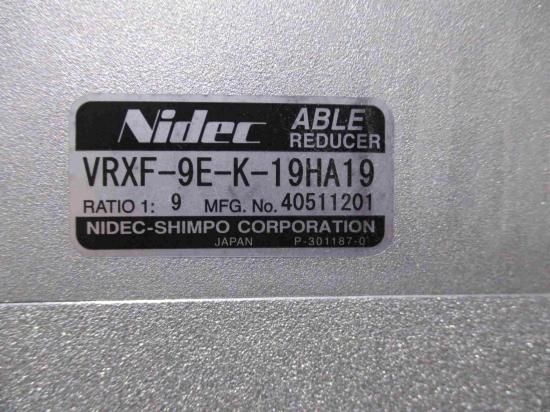 Nidec ABLE REDUCER
VRXF-9E-K-19HA19
RATIO 1: 9 MFG. No. 40511201
NIDEC-SHIMPO CORPORATION
JAPAN P-301187-0